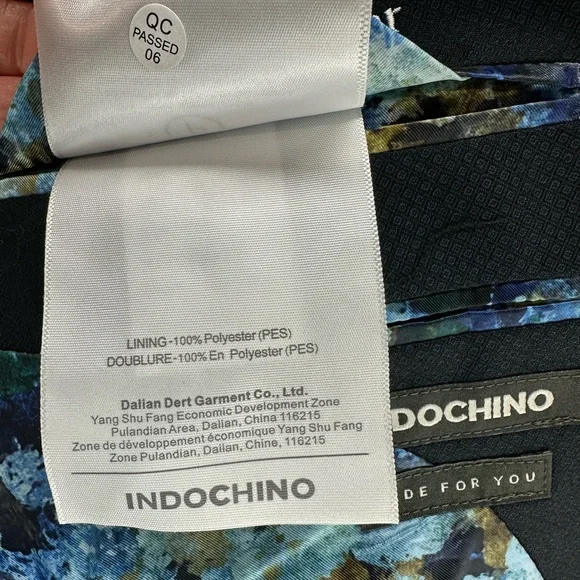 QC
PASSED
06
LINING-100% Polyester (PES)
DOUBLURE-100% En Polyester (PES)
Dalian Dert Garment Co., Ltd.
Yang Shu Fang Economic Development Zone
Pulandian Area, Dalian, China 116215
Zone de développement économique Yang Shu Fang
Zone Pulandian, Dalian, Chine, 116215
INDOCHINO
DOCHINO
DE FOR YOU